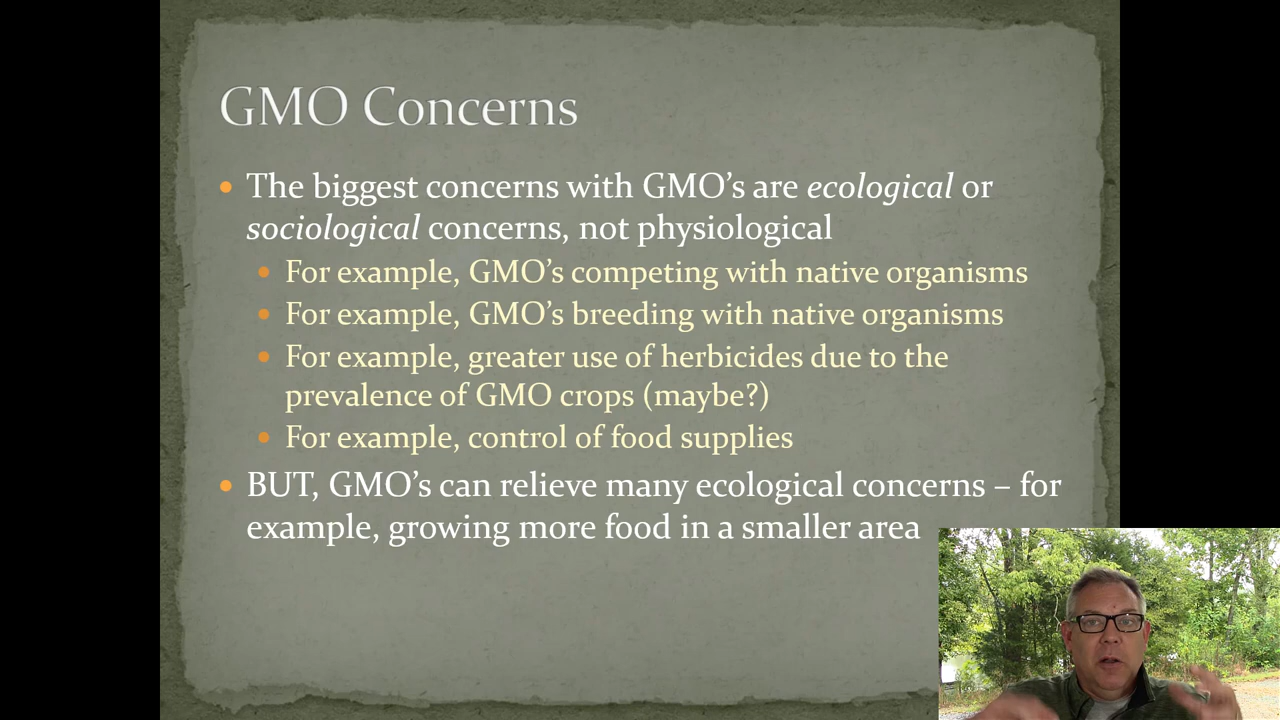 GMO Concerns
The biggest concerns with GMO’s are ecological or
sociological concerns, not physiological
For example, GMO’s competing with native organisms
For example, GMO’s breeding with native organisms
For example, greater use of herbicides due to the
prevalence of GMO crops (maybe?)
For example, control of food supplies
BUT, GMO’s can relieve many ecological concerns – for
example, growing more food in a smaller area